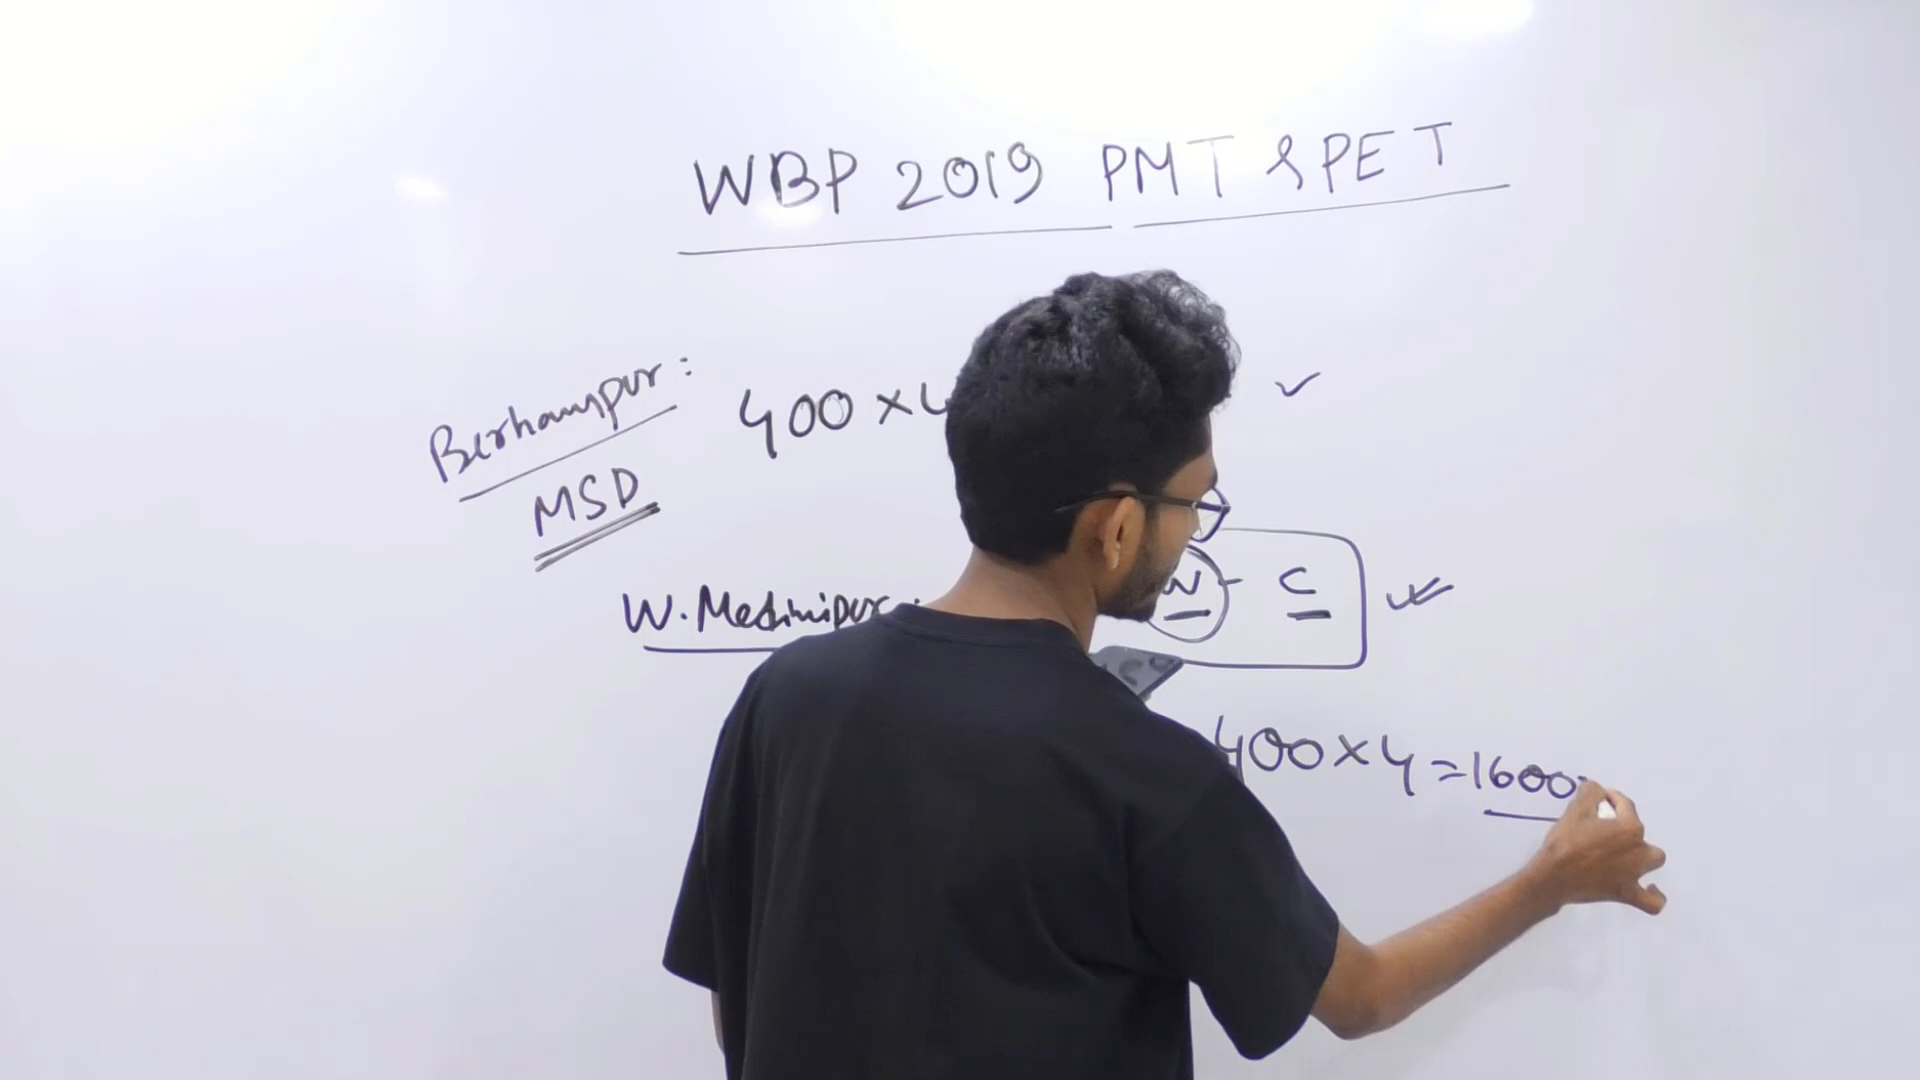 WBP 2019 PMT & PET
Berhampur: 400 × 4
MSD
W. Medinipur: W - C
400 × 4 = 1600